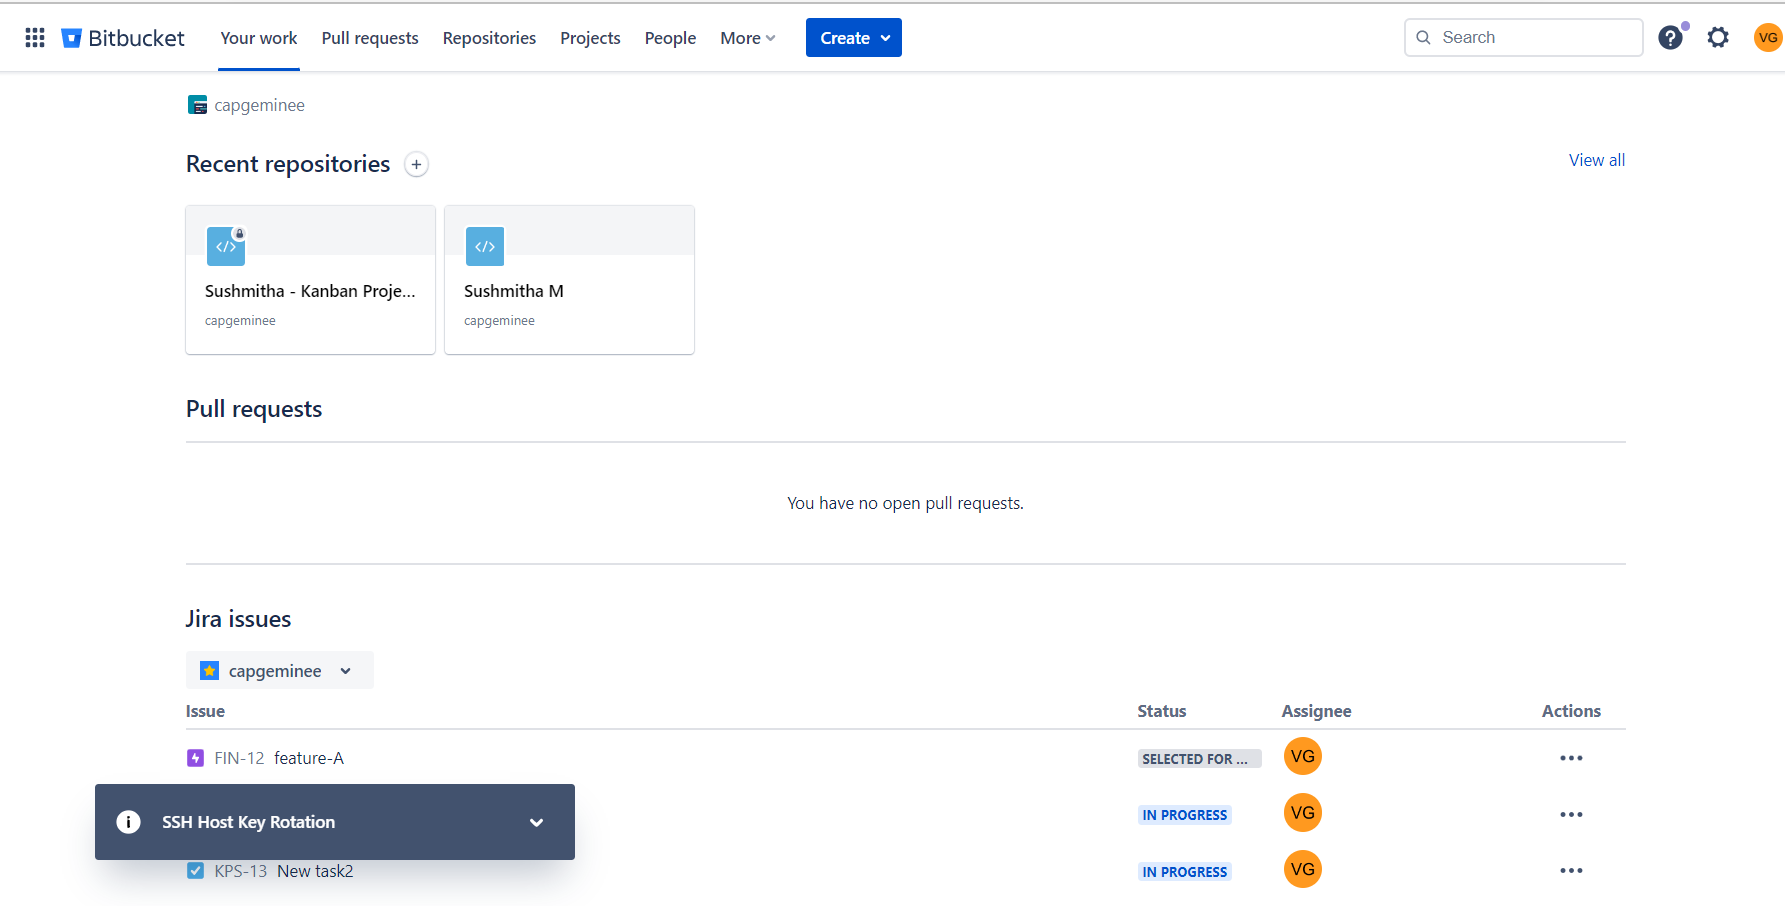 Bitbucket Your work Pull requests Repositories Projects People More Create Search VG
capgeminee
Recent repositories + View all
</> </>
Sushmitha - Kanban Proje... Sushmitha M
capgeminee capgeminee
Pull requests
You have no open pull requests.
Jira issues
capgeminee
Issue Status Assignee Actions
FIN-12 feature-A SELECTED FOR ... VG
SSH Host Key Rotation IN PROGRESS VG
KPS-13 New task2 IN PROGRESS VG